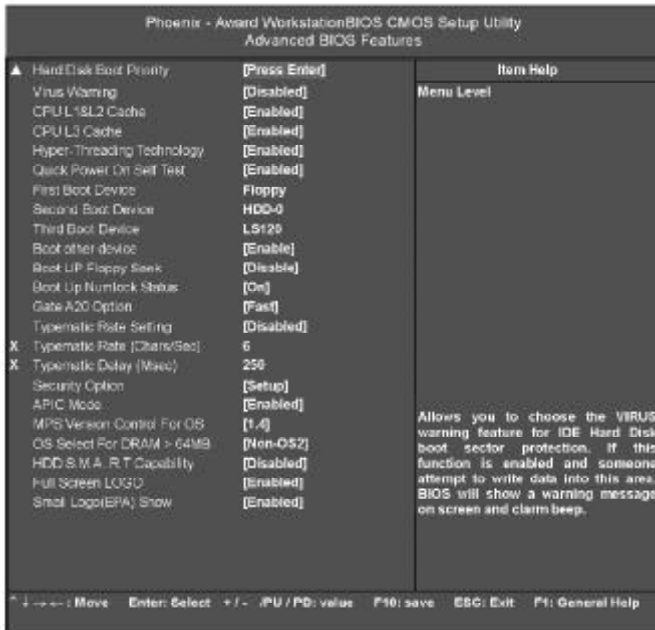 Phoenix - Award WorkstationBIOS CMOS Setup Utility
Advanced BIOS Features
▲ Hard Disk Boot Priority [Press Enter]
Virus Warning [Disabled]
CPU L1&L2 Cache [Enabled]
CPU L3 Cache [Enabled]
Hyper-Threading Technology [Enabled]
Quick Power On Self Test [Enabled]
First Boot Device Floppy
Second Boot Device HDD-0
Third Boot Device LS120
Boot other device [Enable]
Boot UP Floppy Seek [Disable]
Boot Up Numlock Status [On]
Gate A20 Option [Fast]
Typematic Rate Setting [Disabled]
X Typematic Rate (Chars/Sec) 6
X Typematic Delay (Msec) 250
Security Option [Setup]
APIC Mode [Enabled]
MPS Version Control For OS [1.4]
OS Select For DRAM > 64MB [Non-OS2]
HDD S.M.A..R.T Capability [Disabled]
Full Screen LOGO [Enabled]
Small Logo(EPA) Show [Enabled]
Item Help
Menu Level
Allows you to choose the VIRUS
warning feature for IDE Hard Disk
boot sector protection. If this
function is enabled and someone
attempt to write data into this area,
BIOS will show a warning message
on screen and clarm beep.
↑↓→← : Move Enter: Select + / - /PU / PD: value F10: save ESC: Exit F1: General Help